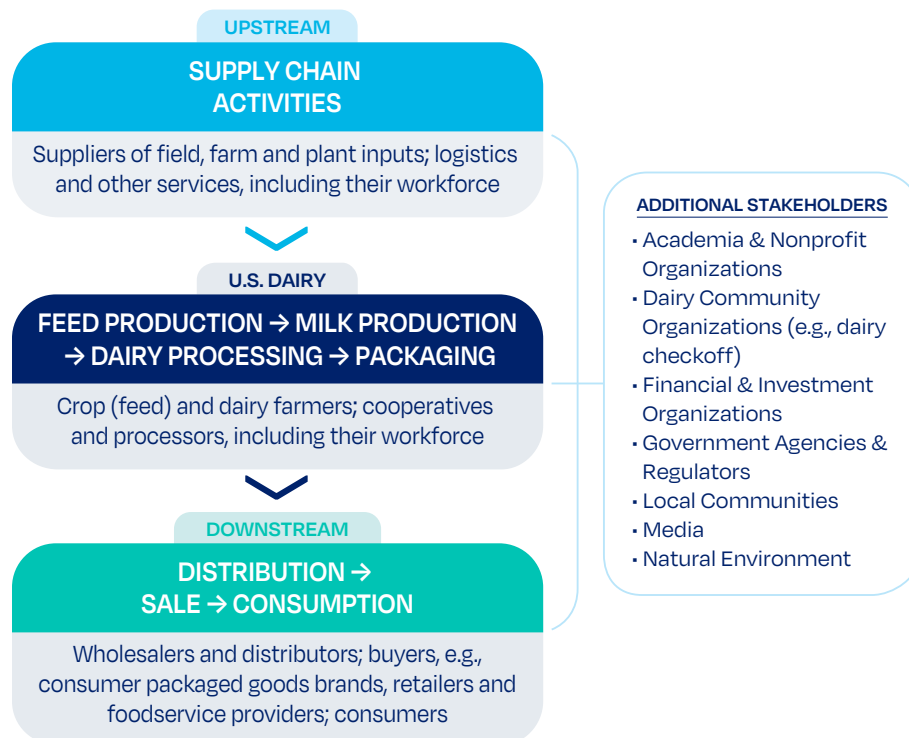 UPSTREAM
SUPPLY CHAIN
ACTIVITIES
Suppliers of field, farm and plant inputs; logistics
and other services, including their workforce
U.S. DAIRY
FEED PRODUCTION → MILK PRODUCTION
→ DAIRY PROCESSING → PACKAGING
Crop (feed) and dairy farmers; cooperatives
and processors, including their workforce
DOWNSTREAM
DISTRIBUTION →
SALE → CONSUMPTION
Wholesalers and distributors; buyers, e.g.,
consumer packaged goods brands, retailers and
foodservice providers; consumers
ADDITIONAL STAKEHOLDERS
• Academia & Nonprofit
Organizations
• Dairy Community
Organizations (e.g., dairy
checkoff)
• Financial & Investment
Organizations
• Government Agencies &
Regulators
• Local Communities
• Media
• Natural Environment